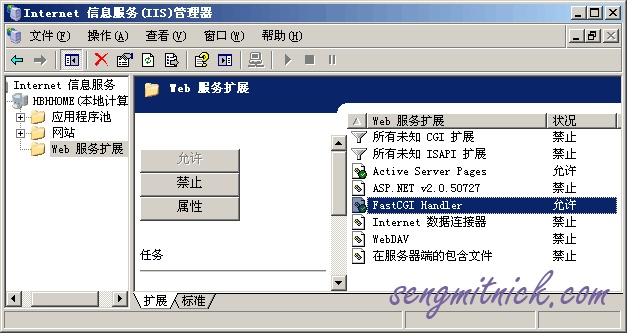 Internet 信息服务(IIS)管理器
文件(F) 操作(A) 查看(V) 窗口(W) 帮助(H)
Internet 信息服务
HBHHOME(本地计算
应用程序池
网站
Web 服务扩展
Web 服务扩展
允许
禁止
属性
任务
Web 服务扩展 状况
所有未知 CGI 扩展 禁止
所有未知 ISAPI 扩展 禁止
Active Server Pages 允许
ASP.NET v2.0.50727 禁止
FastCGI Handler 允许
Internet 数据连接器 禁止
WebDAV 禁止
在服务器端的包含文件 禁止
扩展 标准
sengmitnick.com